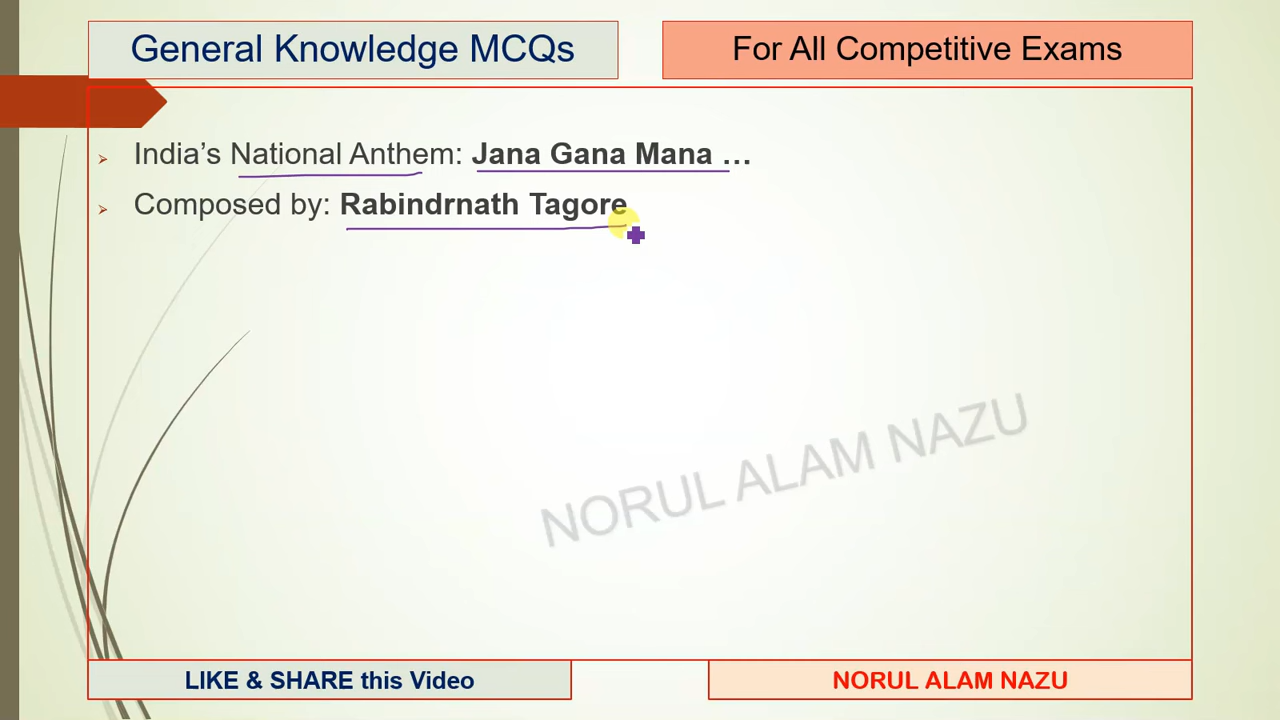 General Knowledge MCQs
For All Competitive Exams
India’s National Anthem: Jana Gana Mana …
Composed by: Rabindrnath Tagore
NORUL ALAM NAZU
LIKE & SHARE this Video
NORUL ALAM NAZU